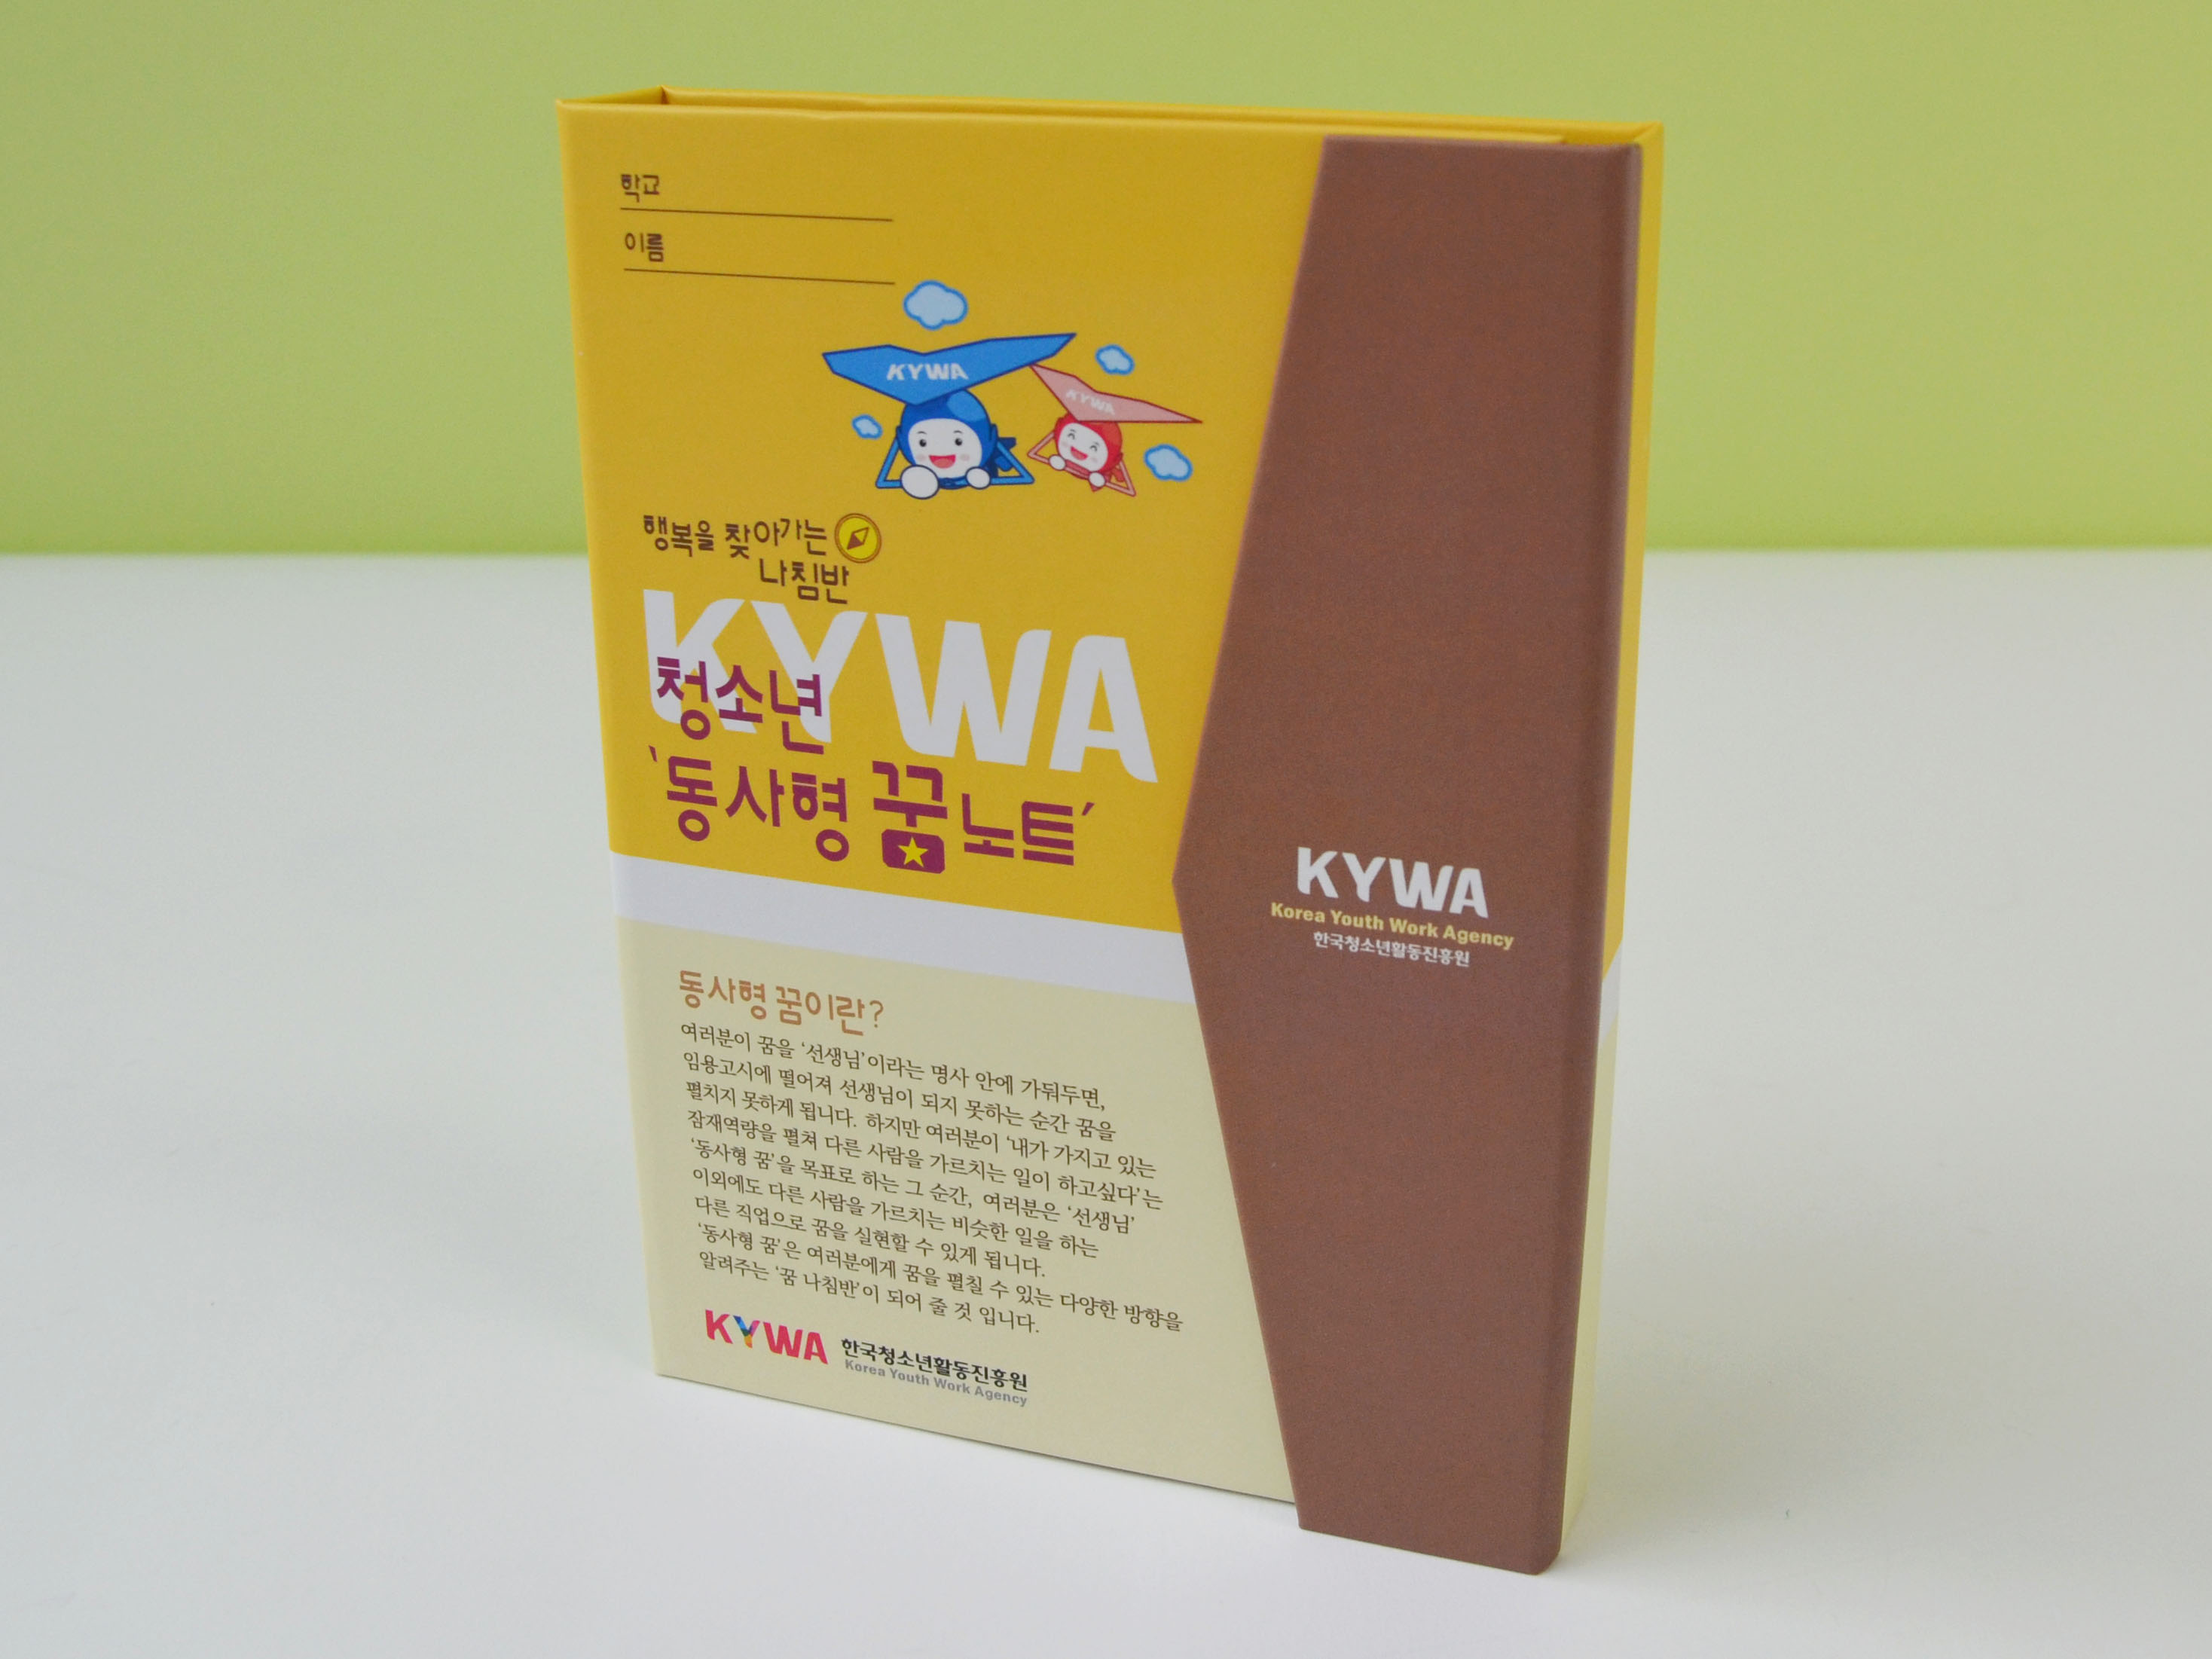 학교
이름
KYWA
KYWA
행복을 찾아가는
나침반
KYWA
청소년
'동사형 꿈노트'
동사형 꿈이란?
여러분이 꿈을 '선생님'이라는 명사 안에 가둬두면,
임용고시에 떨어져 선생님이 되지 못하는 순간 꿈을
펼치지 못하게 됩니다. 하지만 여러분이 '내가 가지고 있는
잠재역량을 펼쳐 다른 사람을 가르치는 일이 하고싶다'는
'동사형 꿈'을 목표로 하는 그 순간, 여러분은 '선생님'
이외에도 다른 사람을 가르치는 비슷한 일을 하는
다른 직업으로 꿈을 실현할 수 있게 됩니다.
'동사형 꿈'은 여러분에게 꿈을 펼칠 수 있는 다양한 방향을
알려주는 '꿈 나침반'이 되어 줄 것 입니다.
KYWA 한국청소년활동진흥원
Korea Youth Work Agency
KYWA
Korea Youth Work Agency
한국청소년활동진흥원